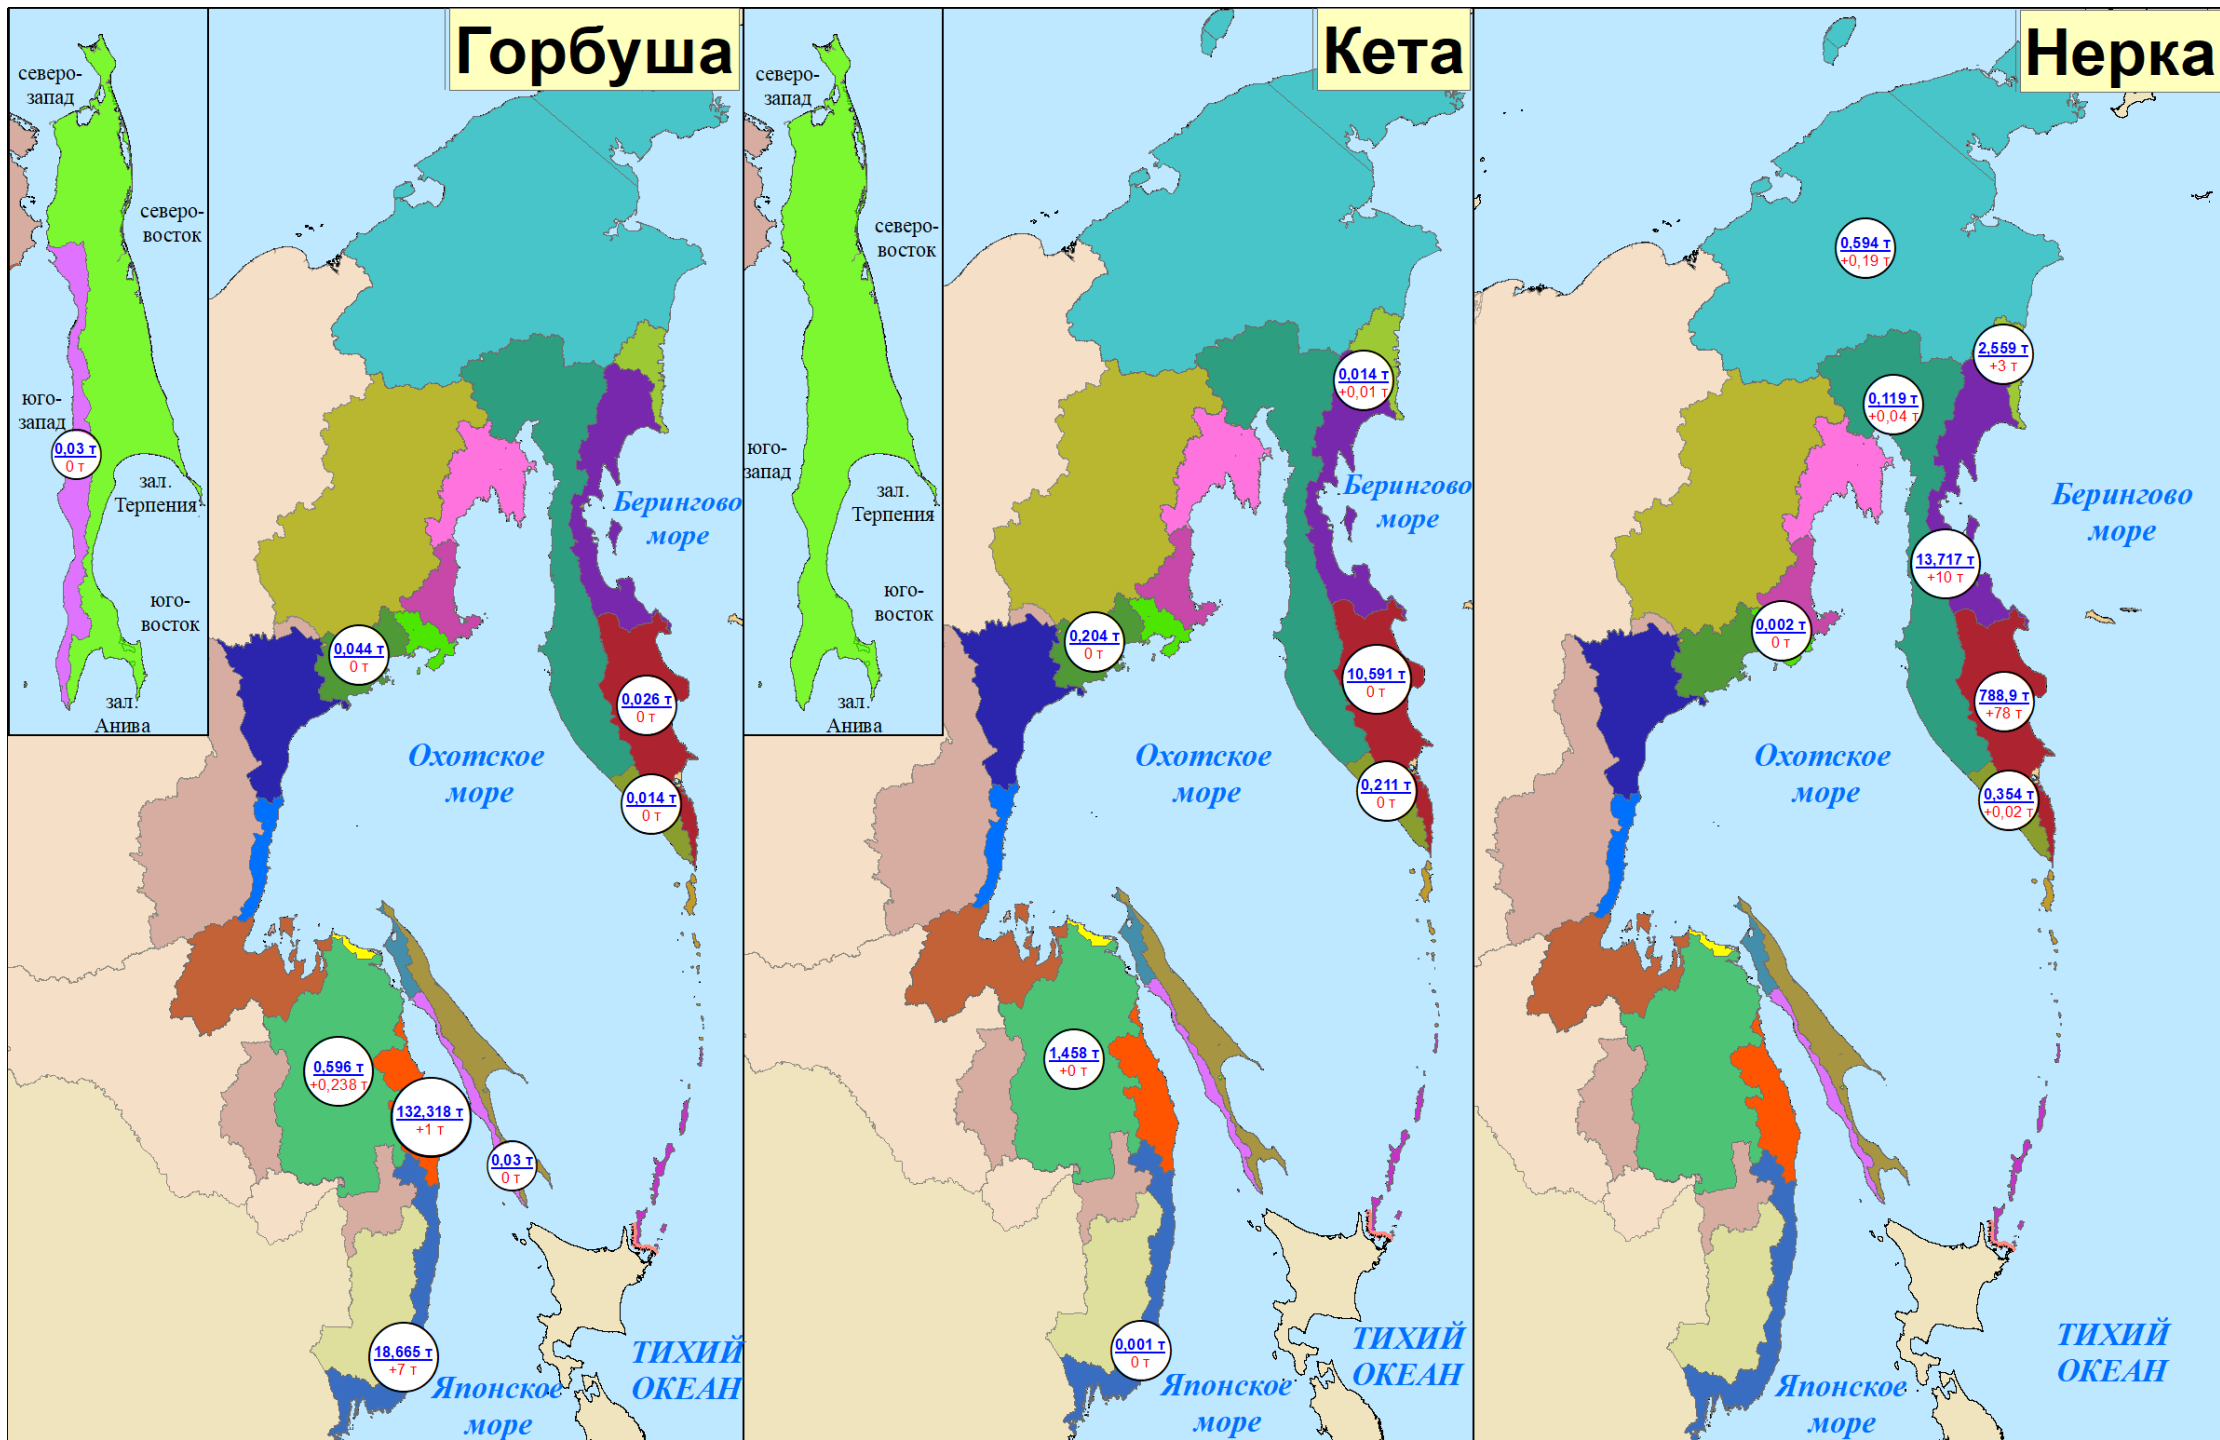 Горбуша
северо-
запад
северо-
восток
юго-
запад
0,03 т
0 т
зал.
Терпения
юго-
восток
зал.
Анива
Берингово
море
0,044 т
0 т
0,026 т
0 т
Охотское
море
0,014 т
0 т
0,596 т
+0,238 т
132,318 т
+1 т
0,03 т
0 т
18,665 т
+7 т
Японское
море
ТИХИЙ
ОКЕАН
Кета
северо-
запад
северо-
восток
юго-
запад
зал.
Терпения
юго-
восток
зал.
Анива
0,014 т
+0,01 т
Берингово
море
0,204 т
0 т
10,591 т
0 т
Охотское
море
0,211 т
0 т
1,458 т
+0 т
0,001 т
0 т
Японское
море
ТИХИЙ
ОКЕАН
Нерка
0,594 т
+0,19 т
2,559 т
+3 т
0,119 т
+0,04 т
Берингово
море
13,717 т
+10 т
0,002 т
0 т
788,9 т
+78 т
Охотское
море
0,354 т
+0,02 т
ТИХИЙ
ОКЕАН
Японское
море